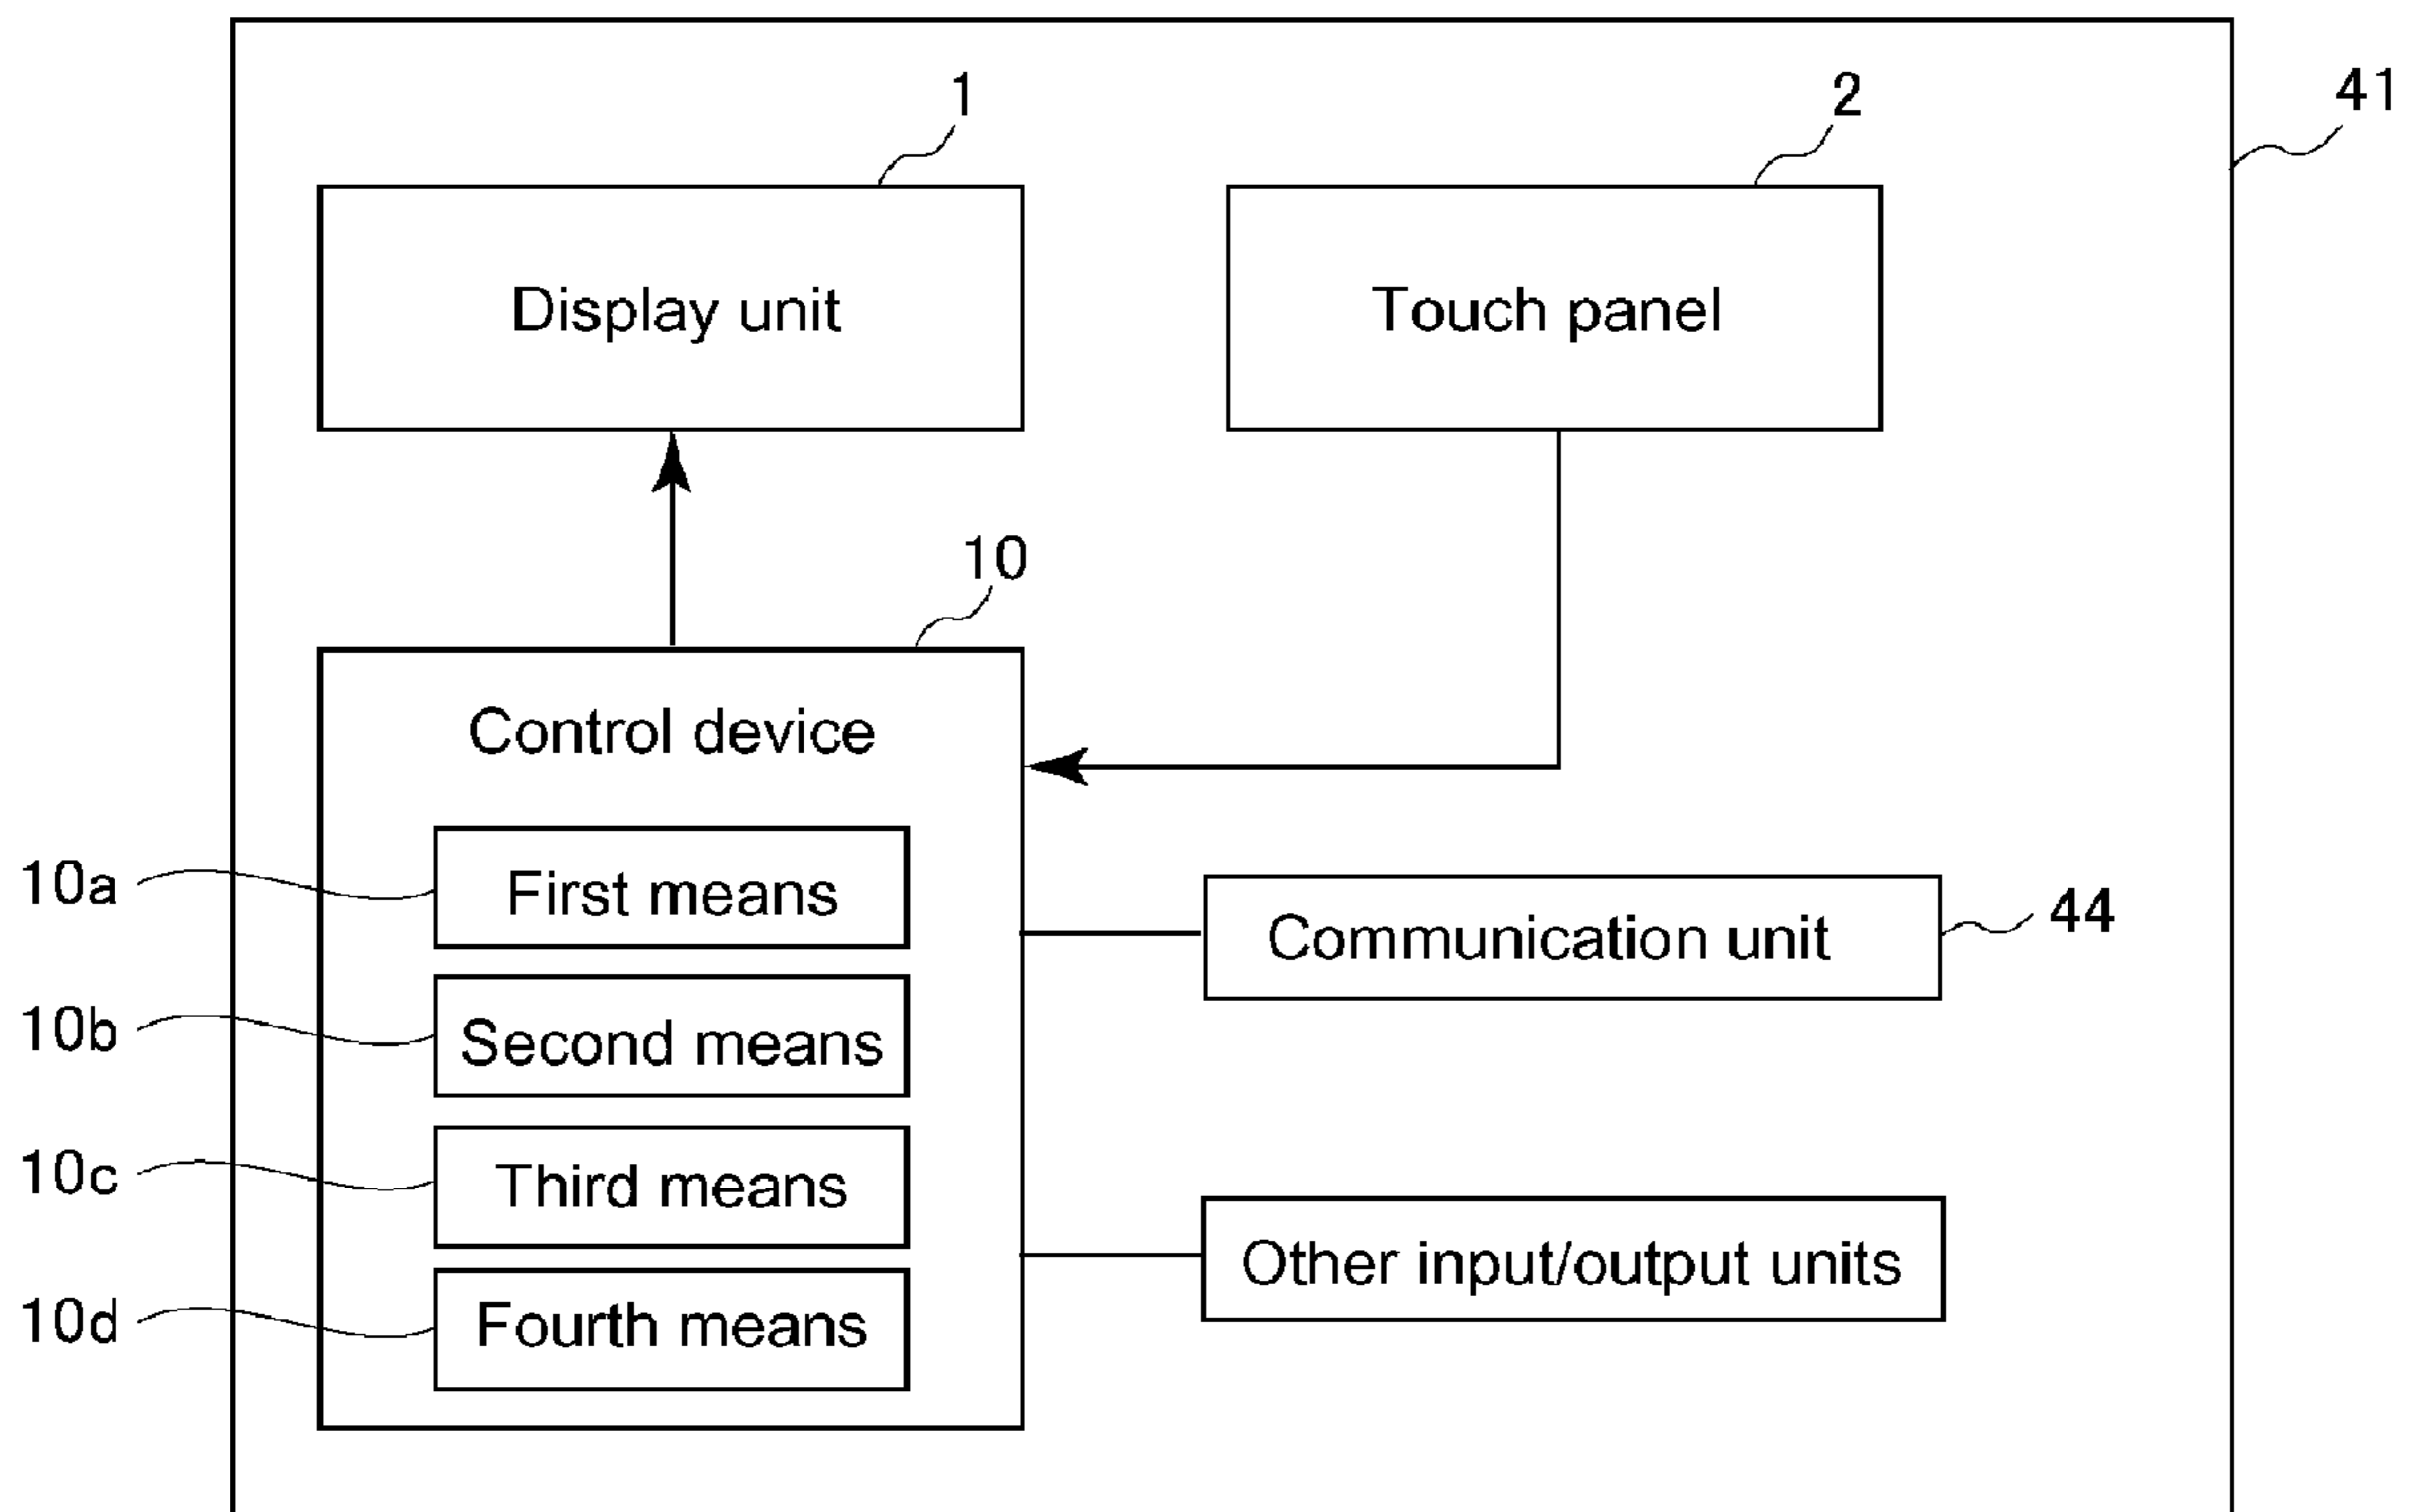 1
2
41
Display unit
Touch panel
10
Control device
10a
First means
44
Communication unit
10b
Second means
10c
Third means
Other input/output units
10d
Fourth means